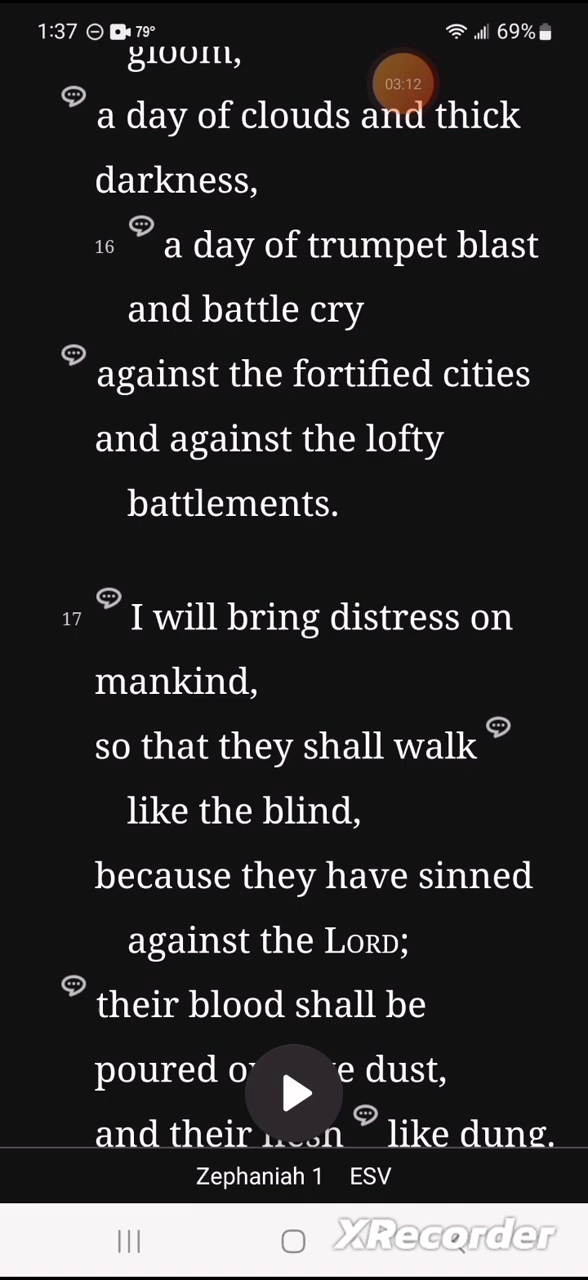 1:37 79° 69%
gloom,
03:12
a day of clouds and thick
darkness,
16 a day of trumpet blast
and battle cry
against the fortified cities
and against the lofty
battlements.
17 I will bring distress on
mankind,
so that they shall walk
like the blind,
because they have sinned
against the LORD;
their blood shall be
poured dust,
and their flesh like dung.
Zephaniah 1 ESV
XRecorder